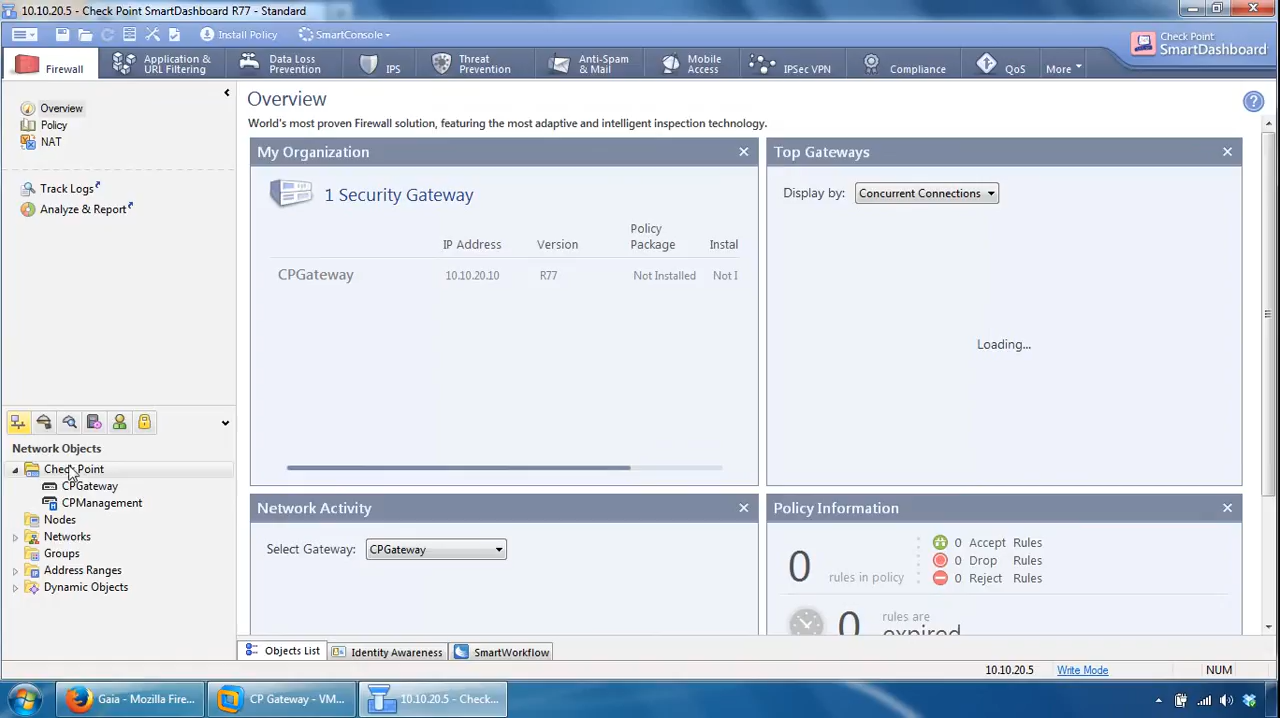 10.10.20.5 - Check Point SmartDashboard R77 - Standard
Install Policy
SmartConsole
Check Point
SmartDashboard
Firewall
Application &
URL Filtering
Data Loss
Prevention
IPS
Threat
Prevention
Anti-Spam
& Mail
Mobile
Access
IPSec VPN
Compliance
QoS
More
Overview
Policy
NAT
Track Logs
Analyze & Report
Overview
World's most proven Firewall solution, featuring the most adaptive and intelligent inspection technology.
My Organization
1 Security Gateway
IP Address
Version
Policy
Package
Instal
CPGateway
10.10.20.10
R77
Not Installed
Not I
Top Gateways
Display by:
Concurrent Connections
Loading...
Network Objects
Check Point
CPGateway
CPManagement
Nodes
Networks
Groups
Address Ranges
Dynamic Objects
Network Activity
Select Gateway:
CPGateway
Policy Information
0
rules in policy
0 Accept Rules
0 Drop Rules
0 Reject Rules
0
rules are
expired
Objects List
Identity Awareness
SmartWorkflow
10.10.20.5
Write Mode
NUM
Gaia - Mozilla Fire...
CP Gateway - VM...
10.10.20.5 - Check...